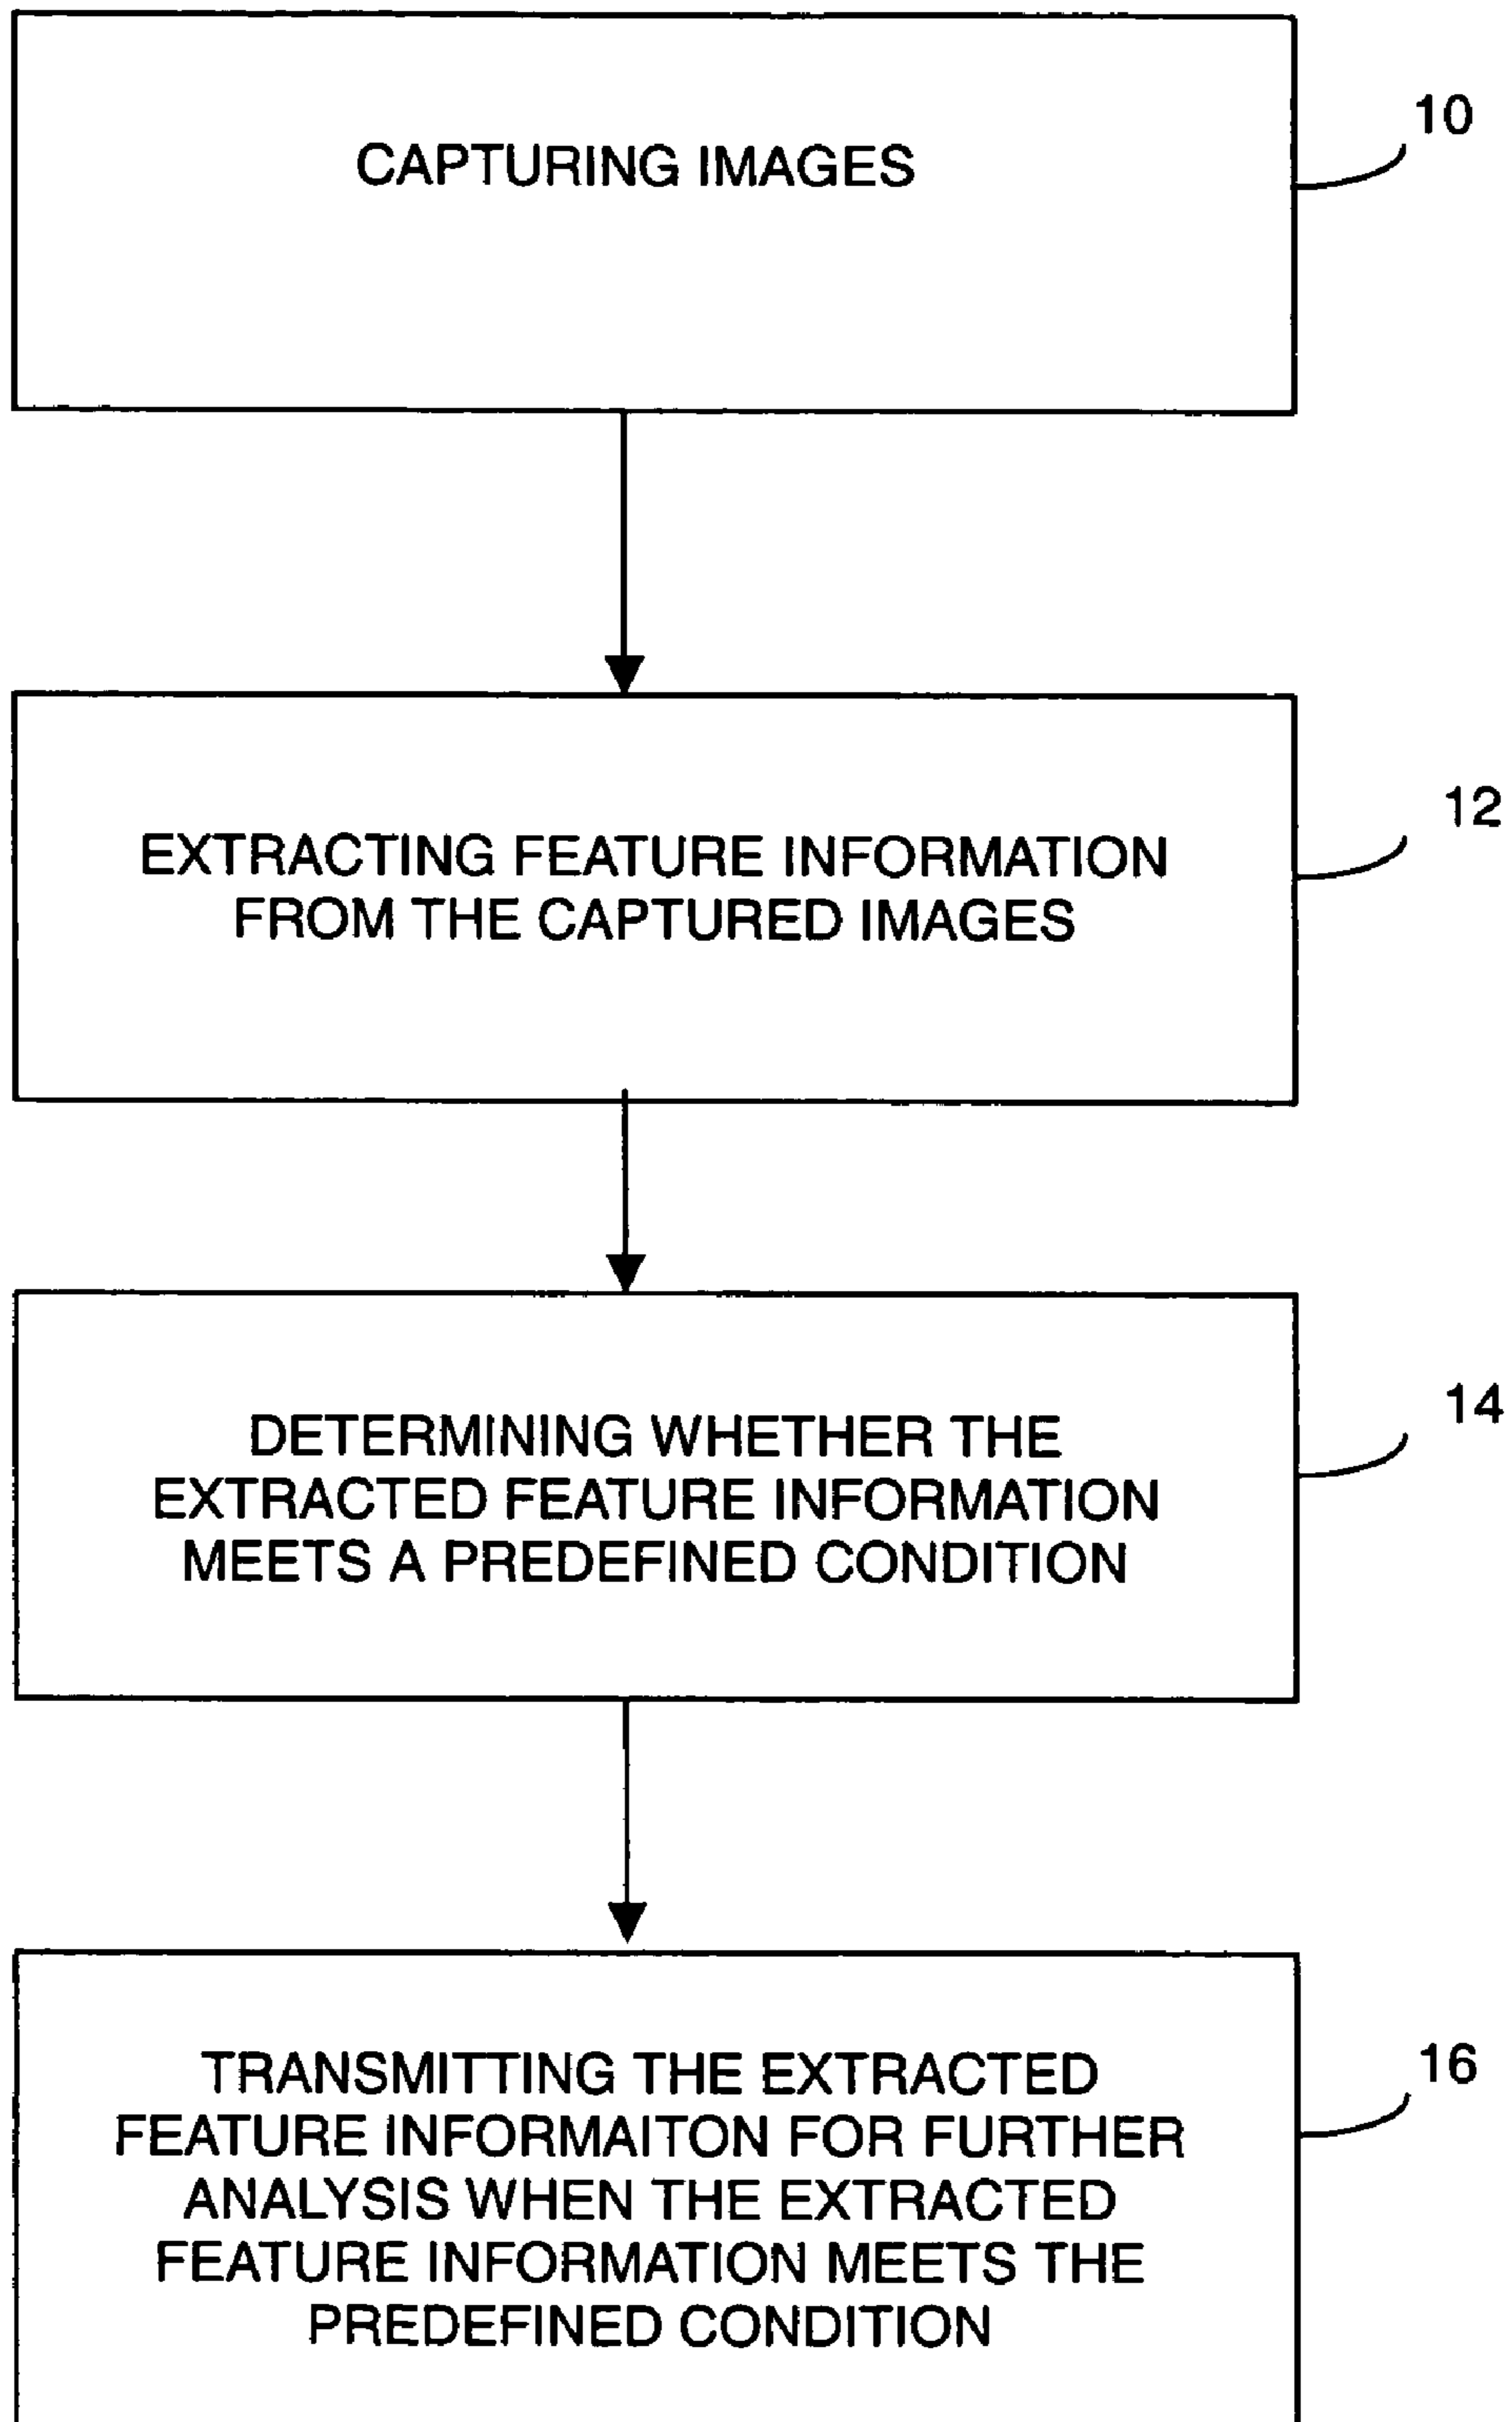 CAPTURING IMAGES
10
EXTRACTING FEATURE INFORMATION
FROM THE CAPTURED IMAGES
12
DETERMINING WHETHER THE
EXTRACTED FEATURE INFORMATION
MEETS A PREDEFINED CONDITION
14
TRANSMITTING THE EXTRACTED
FEATURE INFORMAITON FOR FURTHER
ANALYSIS WHEN THE EXTRACTED
FEATURE INFORMATION MEETS THE
PREDEFINED CONDITION
16